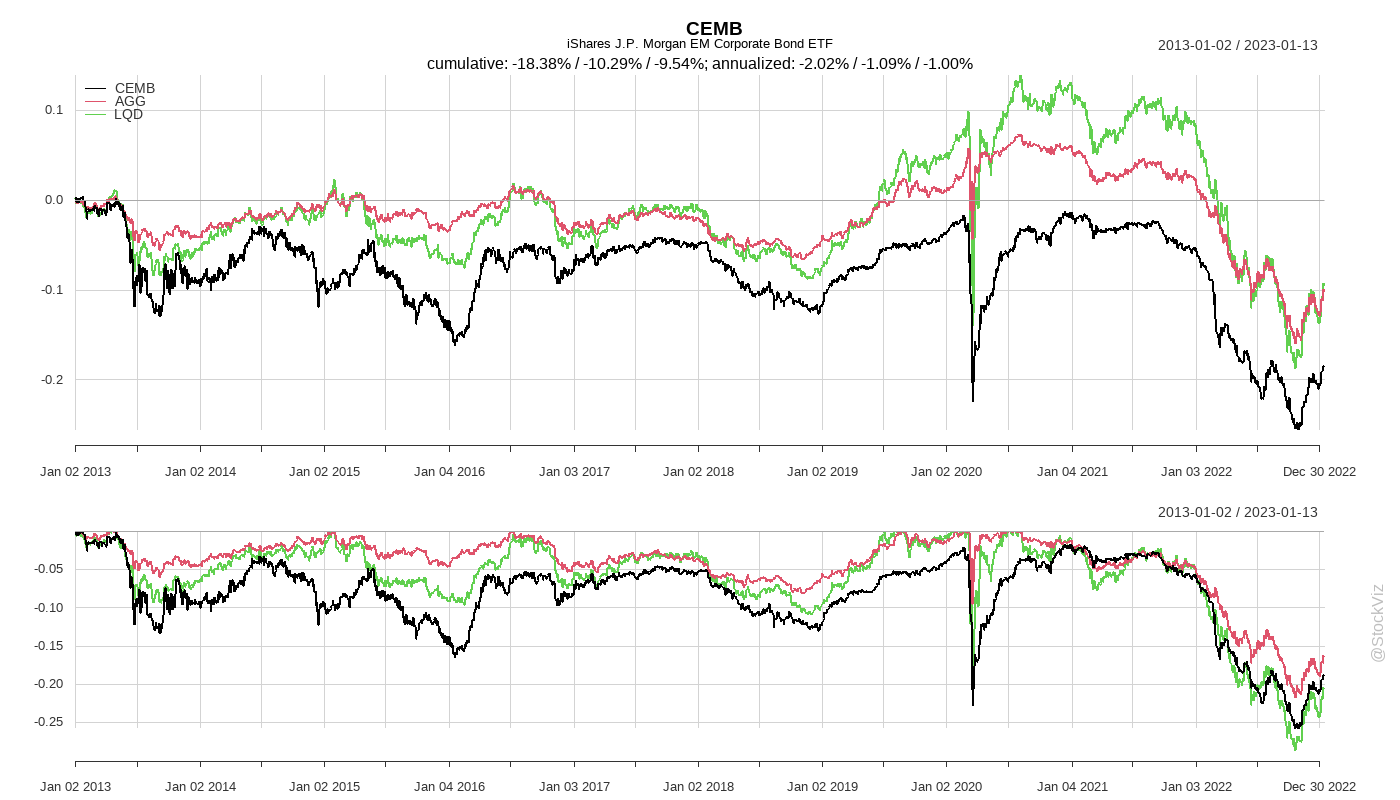 CEMB
iShares J.P. Morgan EM Corporate Bond ETF
2013-01-02 / 2023-01-13
cumulative: -18.38% / -10.29% / -9.54%; annualized: -2.02% / -1.09% / -1.00%
CEMB
AGG
LQD
0.1
0.0
-0.1
-0.2
Jan 02 2013 Jan 02 2014 Jan 02 2015 Jan 04 2016 Jan 03 2017 Jan 02 2018 Jan 02 2019 Jan 02 2020 Jan 04 2021 Jan 03 2022 Dec 30 2022
2013-01-02 / 2023-01-13
-0.05
-0.10
-0.15
-0.20
-0.25
Jan 02 2013 Jan 02 2014 Jan 02 2015 Jan 04 2016 Jan 03 2017 Jan 02 2018 Jan 02 2019 Jan 02 2020 Jan 04 2021 Jan 03 2022 Dec 30 2022
@StockViz